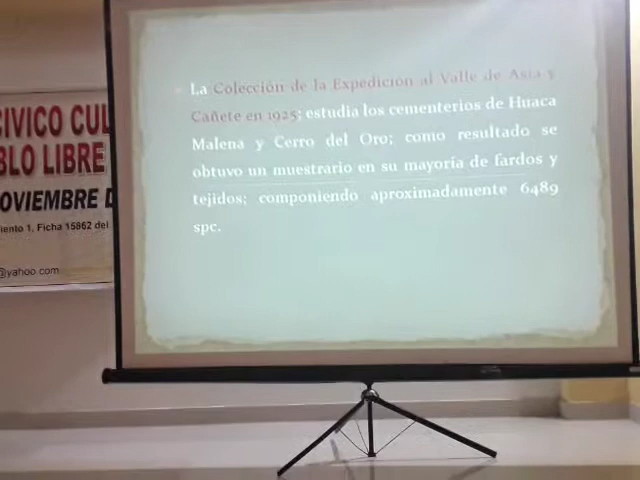 CIVICO CUL
BLO LIBRE
OVIEMBRE D
iento 1. Ficha 15862 del
@yahoo.com
La Colección de la Expedición al Valle de Asia y
Cañete en 1925: estudia los cementerios de Huaca
Malena y Cerro del Oro; como resultado se
obtuvo un muestrario en su mayoría de fardos y
tejidos; componiendo aproximadamente 6489
spc.